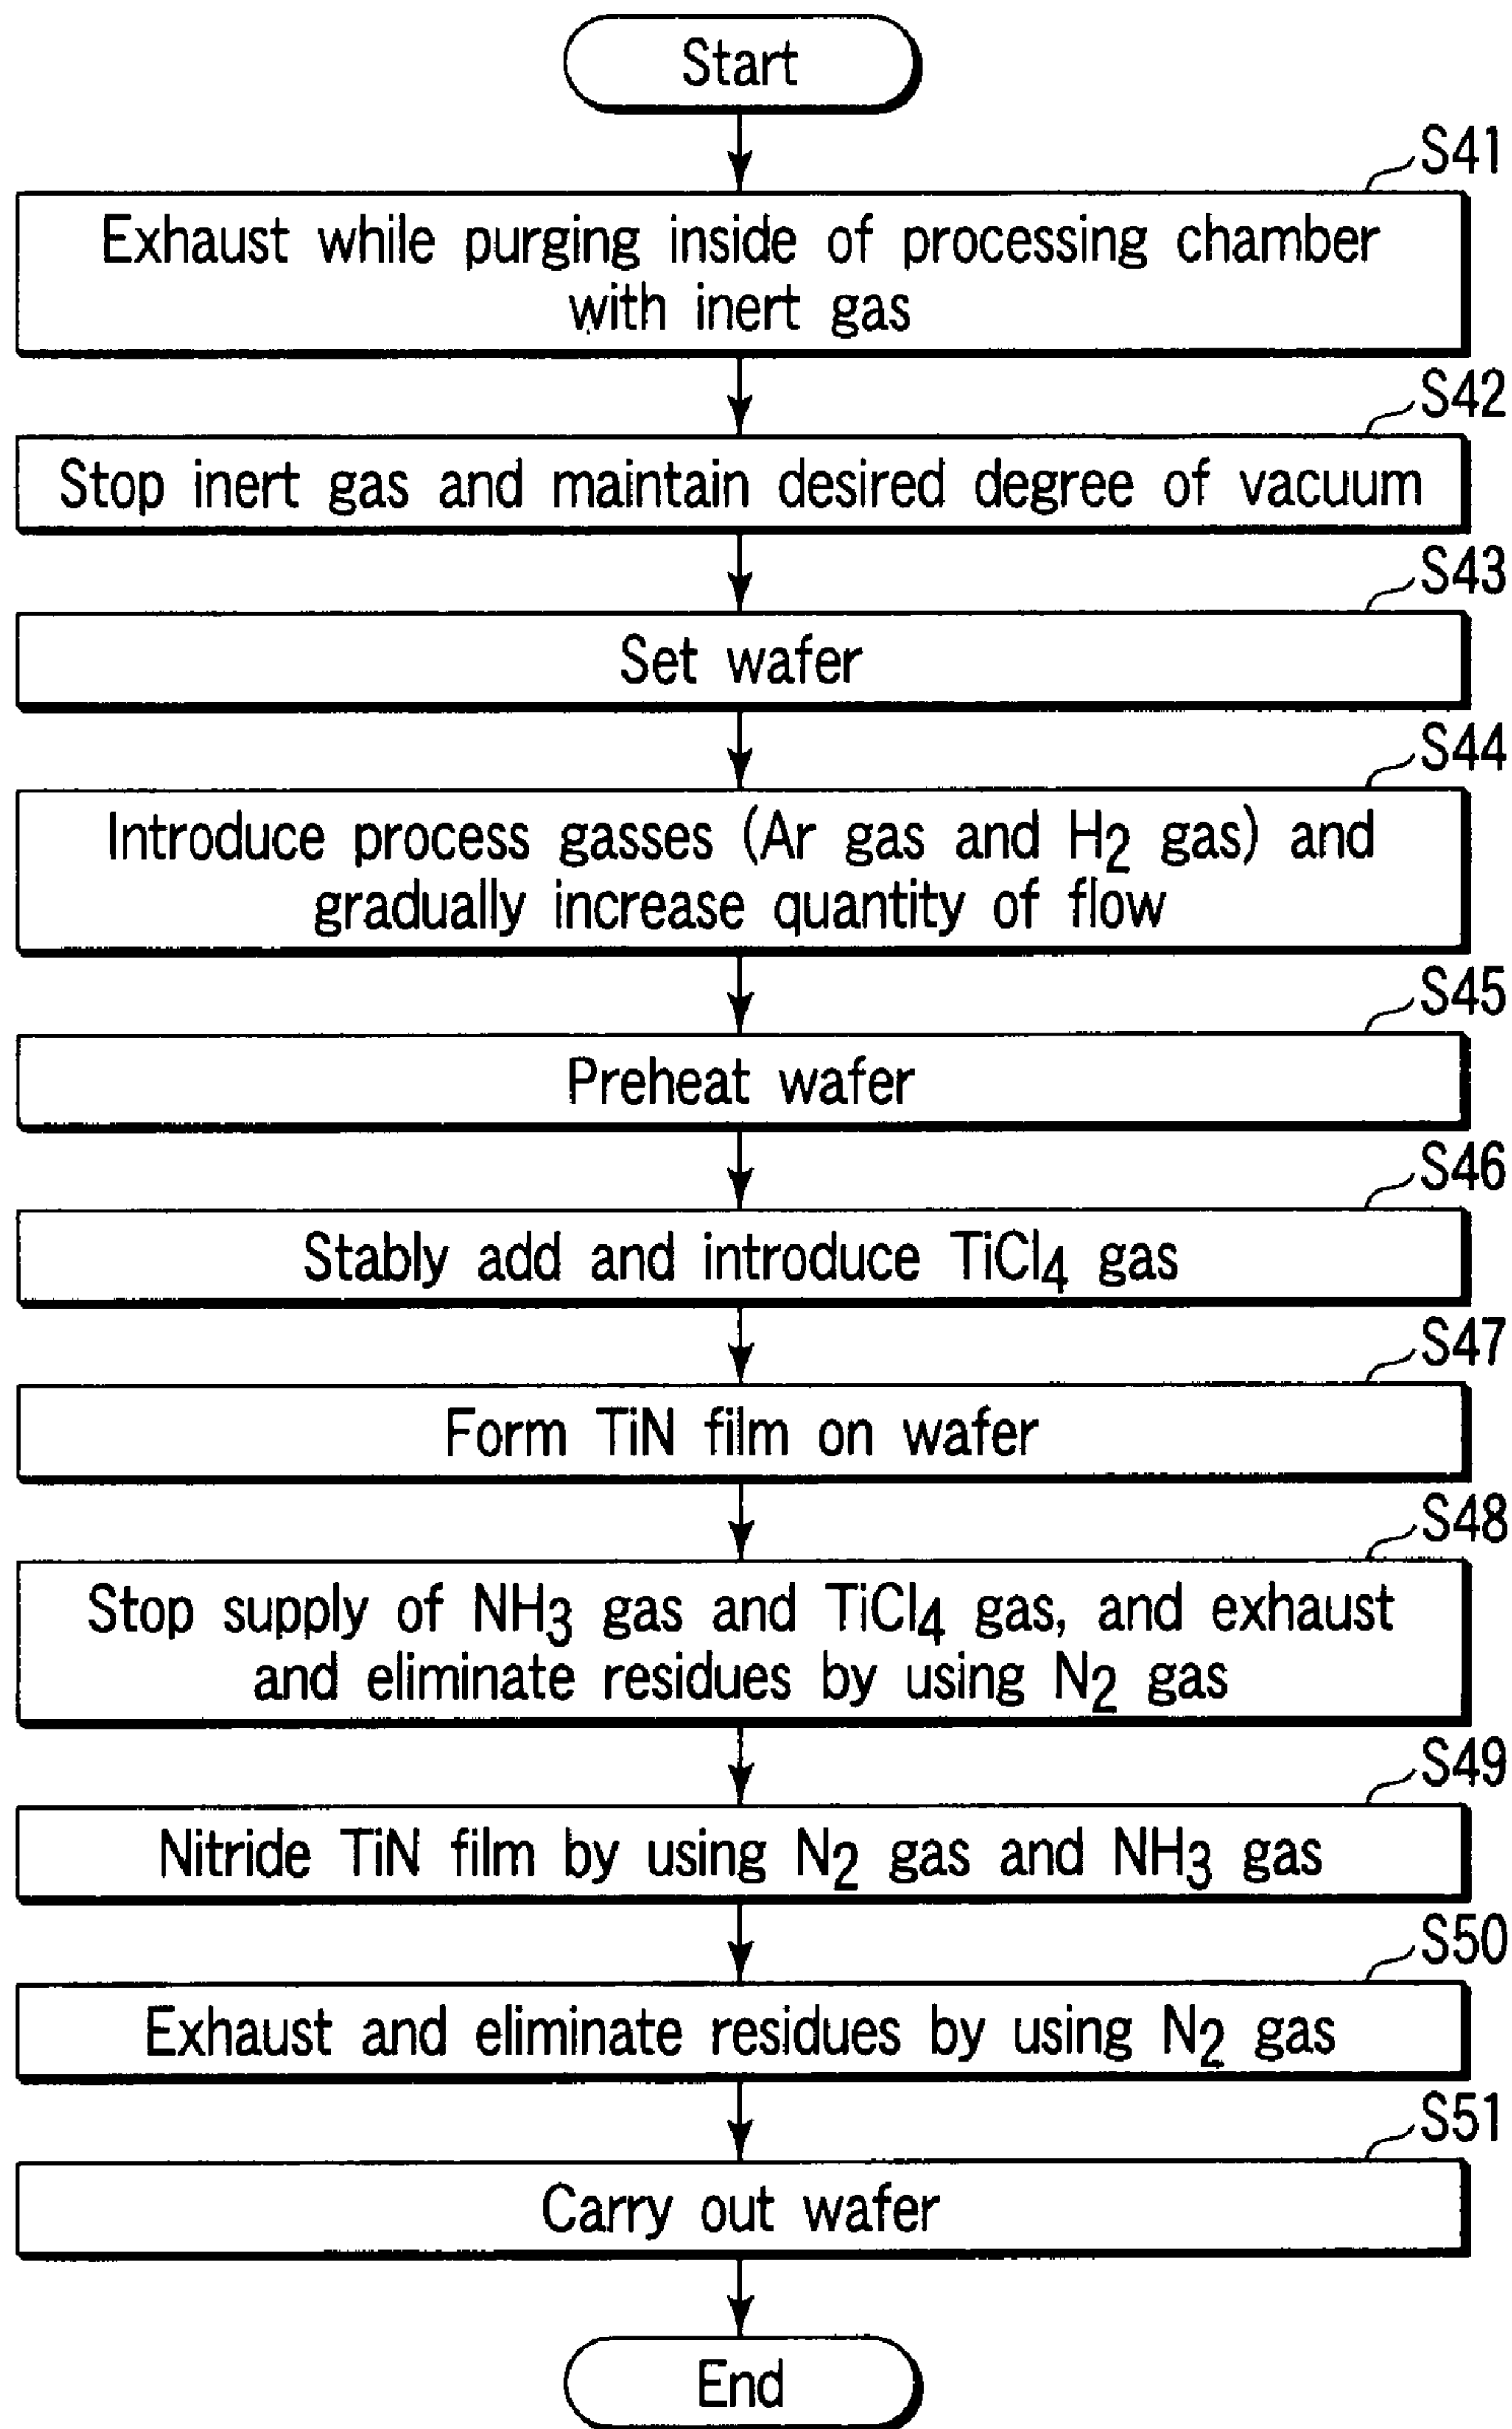 Start
S41
Exhaust while purging inside of processing chamber
with inert gas
S42
Stop inert gas and maintain desired degree of vacuum
S43
Set wafer
S44
Introduce process gasses (Ar gas and H2 gas) and
gradually increase quantity of flow
S45
Preheat wafer
S46
Stably add and introduce TiCl4 gas
S47
Form TiN film on wafer
S48
Stop supply of NH3 gas and TiCl4 gas, and exhaust
and eliminate residues by using N2 gas
S49
Nitride TiN film by using N2 gas and NH3 gas
S50
Exhaust and eliminate residues by using N2 gas
S51
Carry out wafer
End